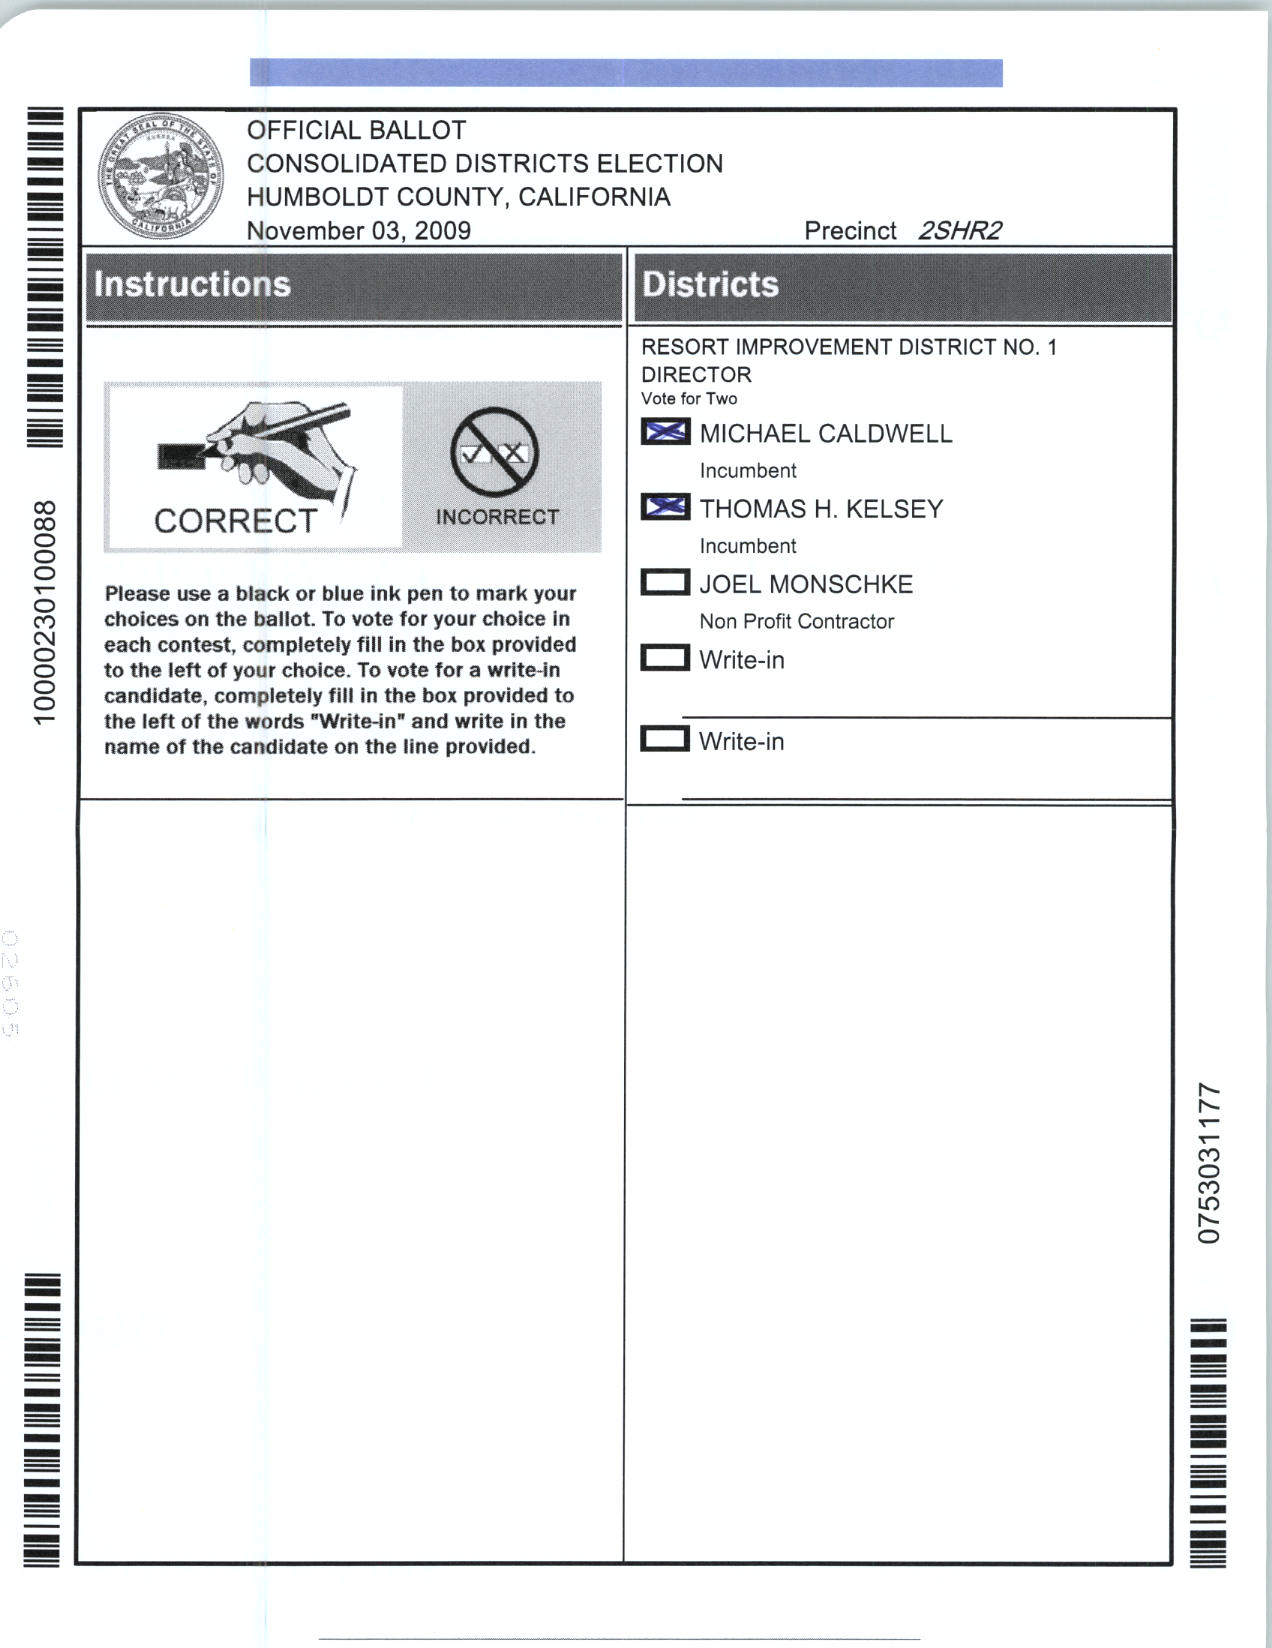 OFFICIAL BALLOT
CONSOLIDATED DISTRICTS ELECTION
HUMBOLDT COUNTY, CALIFORNIA
November 03, 2009
Precinct 2SHR2
THE GREAT SEAL OF THE STATE OF CALIFORNIA
Instructions
CORRECT
INCORRECT
Please use a black or blue ink pen to mark your
choices on the ballot. To vote for your choice in
each contest, completely fill in the box provided
to the left of your choice. To vote for a write-in
candidate, completely fill in the box provided to
the left of the words "Write-in" and write in the
name of the candidate on the line provided.
Districts
RESORT IMPROVEMENT DISTRICT NO. 1
DIRECTOR
Vote for Two
MICHAEL CALDWELL
Incumbent
THOMAS H. KELSEY
Incumbent
JOEL MONSCHKE
Non Profit Contractor
Write-in
Write-in
10000230100088
02605
0753031177